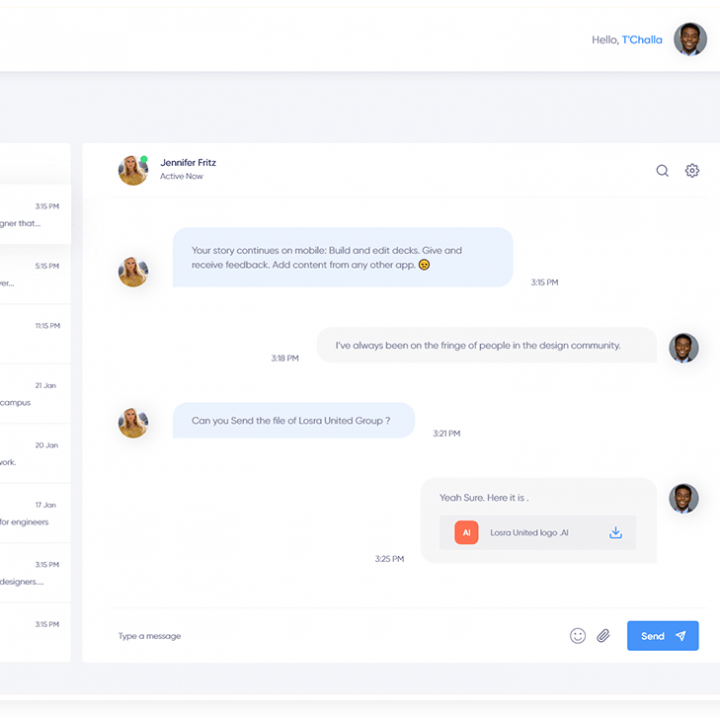 Hello, T'Challa
3:15 PM
gner that...
5:15 PM
ver...
11:15 PM
21 Jan
campus
20 Jan
work.
17 Jan
for engineers
3:15 PM
designers....
3:15 PM
Jennifer Fritz
Active Now
Your story continues on mobile: Build and edit decks. Give and
receive feedback. Add content from any other app. 😠
3:15 PM
I've always been on the fringe of people in the design community.
3:18 PM
Can you Send the file of Losra United Group ?
3:21 PM
Yeah Sure. Here it is .
AI Losra United logo .AI
3:25 PM
Type a message
Send